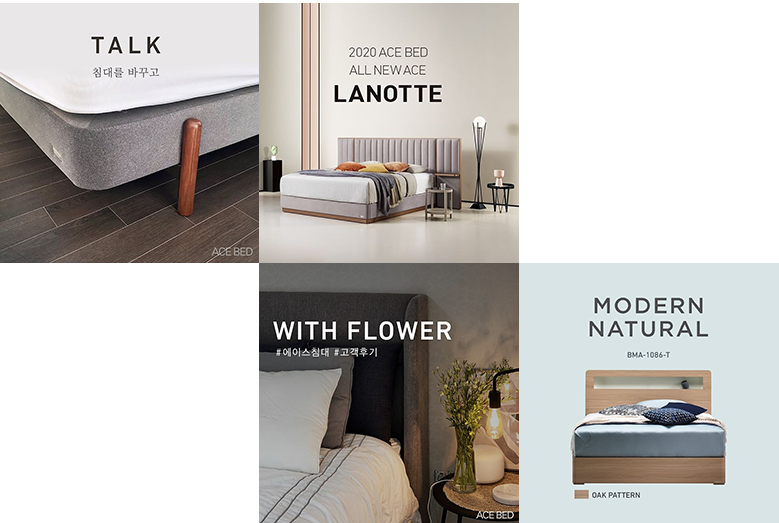 TALK
침대를 바꾸고
ACE BED
2020 ACE BED
ALL NEW ACE
LANOTTE
WITH FLOWER
#에이스침대 #고객후기
ACE BED
MODERN
NATURAL
BMA-1086-T
OAK PATTERN